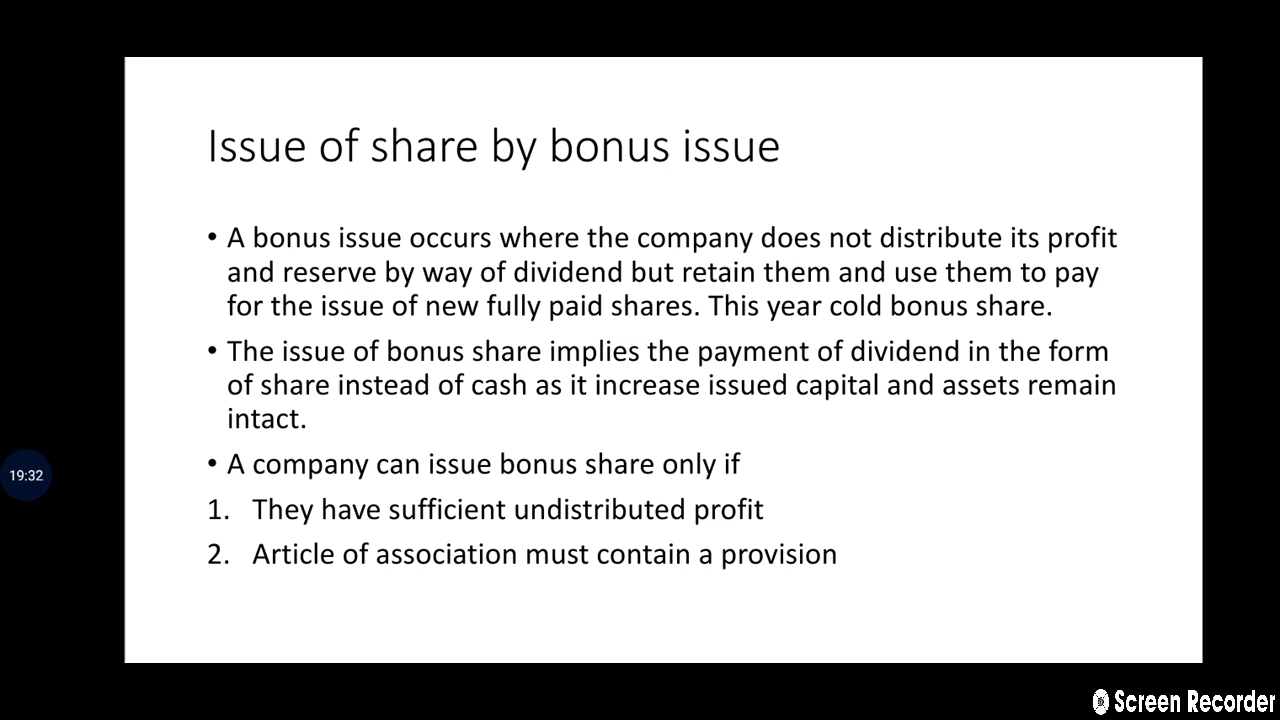 Issue of share by bonus issue
• A bonus issue occurs where the company does not distribute its profit
and reserve by way of dividend but retain them and use them to pay
for the issue of new fully paid shares. This year cold bonus share.
• The issue of bonus share implies the payment of dividend in the form
of share instead of cash as it increase issued capital and assets remain
intact.
• A company can issue bonus share only if
1. They have sufficient undistributed profit
2. Article of association must contain a provision
19:32
Screen Recorder